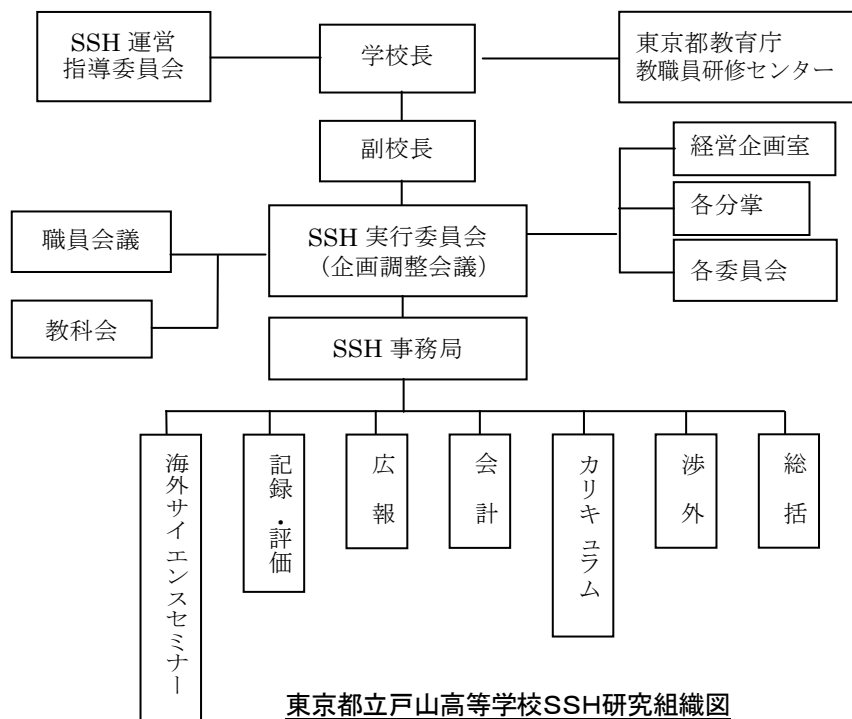 SSH 運営
指導委員会
学校長
東京都教育庁
教職員研修センター
副校長
経営企画室
各分掌
各委員会
職員会議
教科会
SSH 実行委員会
（企画調整会議）
SSH 事務局
海外サイエンスセミナー
記録・評価
広報
会計
カリキュラム
渉外
総括
東京都立戸山高等学校ＳＳＨ研究組織図